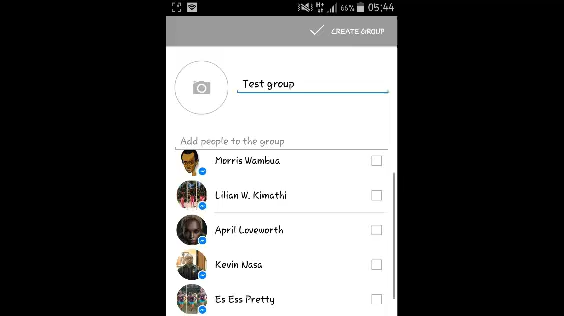 H+ 66% 05:44
CREATE GROUP
Test group
Add people to the group
Morris Wambua
Lilian W. Kimathi
April Loveworth
Kevin Nasa
Es Ess Pretty